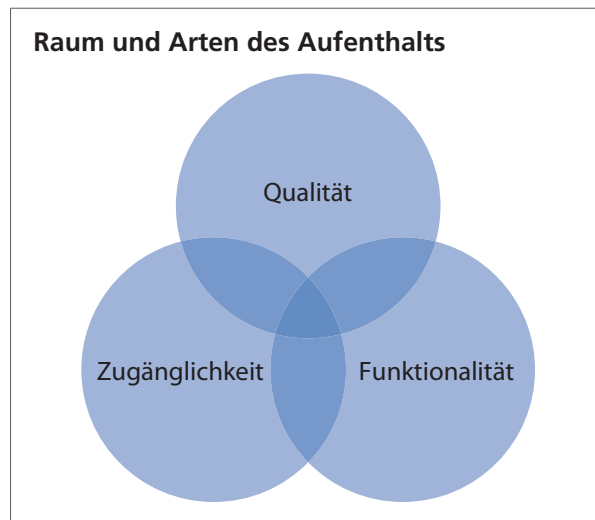 Raum und Arten des Aufenthalts
Qualität
Zugänglichkeit
Funktionalität